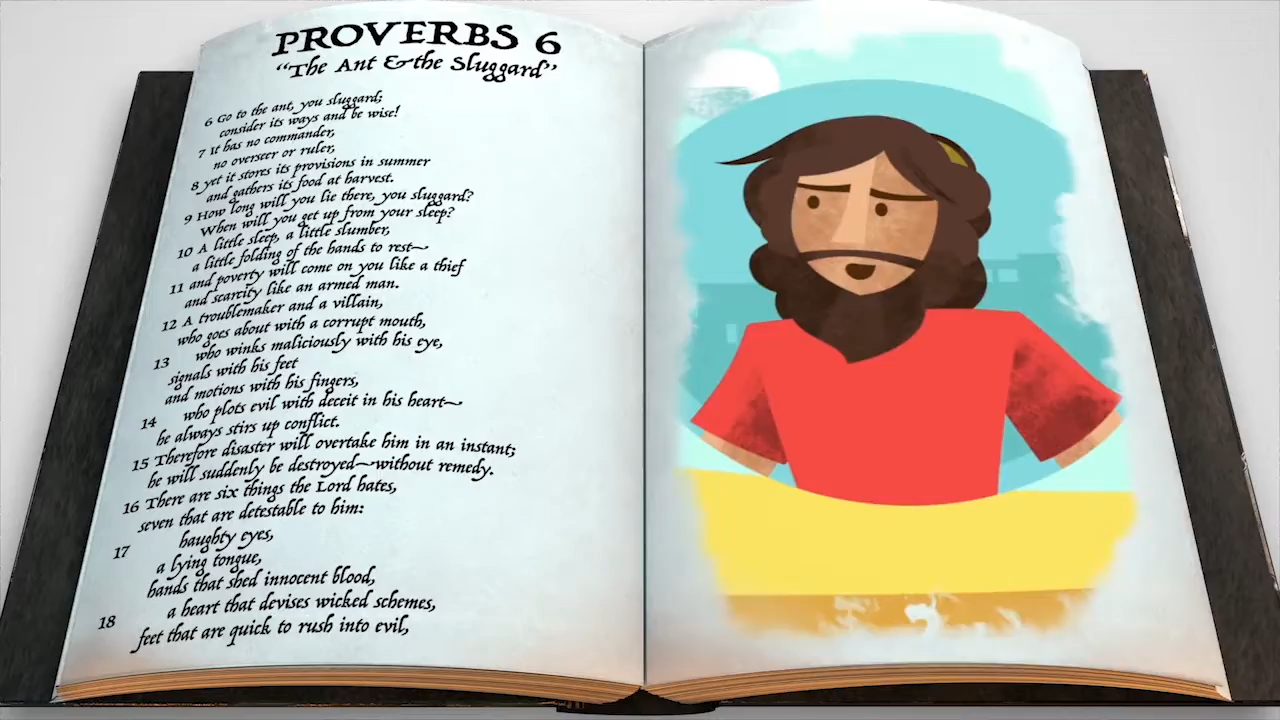 PROVERBS 6
“The Ant & the Sluggard”
6 Go to the ant, you sluggard;
consider its ways and be wise!
7 It has no commander,
no overseer or ruler,
8 yet it stores its provisions in summer
and gathers its food at harvest.
9 How long will you lie there, you sluggard?
When will you get up from your sleep?
10 A little sleep, a little slumber,
a little folding of the hands to rest—
11 and poverty will come on you like a thief
and scarcity like an armed man.
12 A troublemaker and a villain,
who goes about with a corrupt mouth,
13 who winks maliciously with his eye,
signals with his feet
and motions with his fingers,
14 who plots evil with deceit in his heart—
he always stirs up conflict.
15 Therefore disaster will overtake him in an instant;
he will suddenly be destroyed—without remedy.
16 There are six things the Lord hates,
seven that are detestable to him:
17 haughty eyes,
a lying tongue,
hands that shed innocent blood,
18 a heart that devises wicked schemes,
feet that are quick to rush into evil,